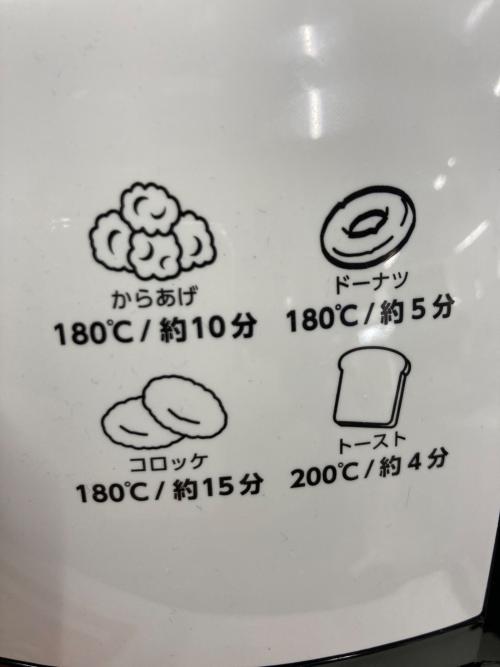 からあげ
180℃/約10分
ドーナツ
180℃/約5分
コロッケ
180℃/約15分
トースト
200℃/約4分